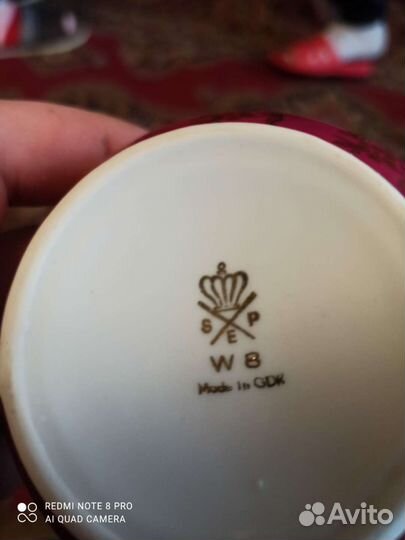 S
S P
E
W 8
Made in GDR
REDMI NOTE 8 PRO
AI QUAD CAMERA
Avito